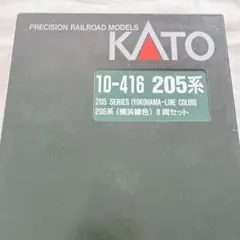 PRECISION RAILROAD MODELS
KATO
10-416 205系
205 SERIES (YOKOHAMA-LINE COLOR)
205系 (横浜線色) 8両セット